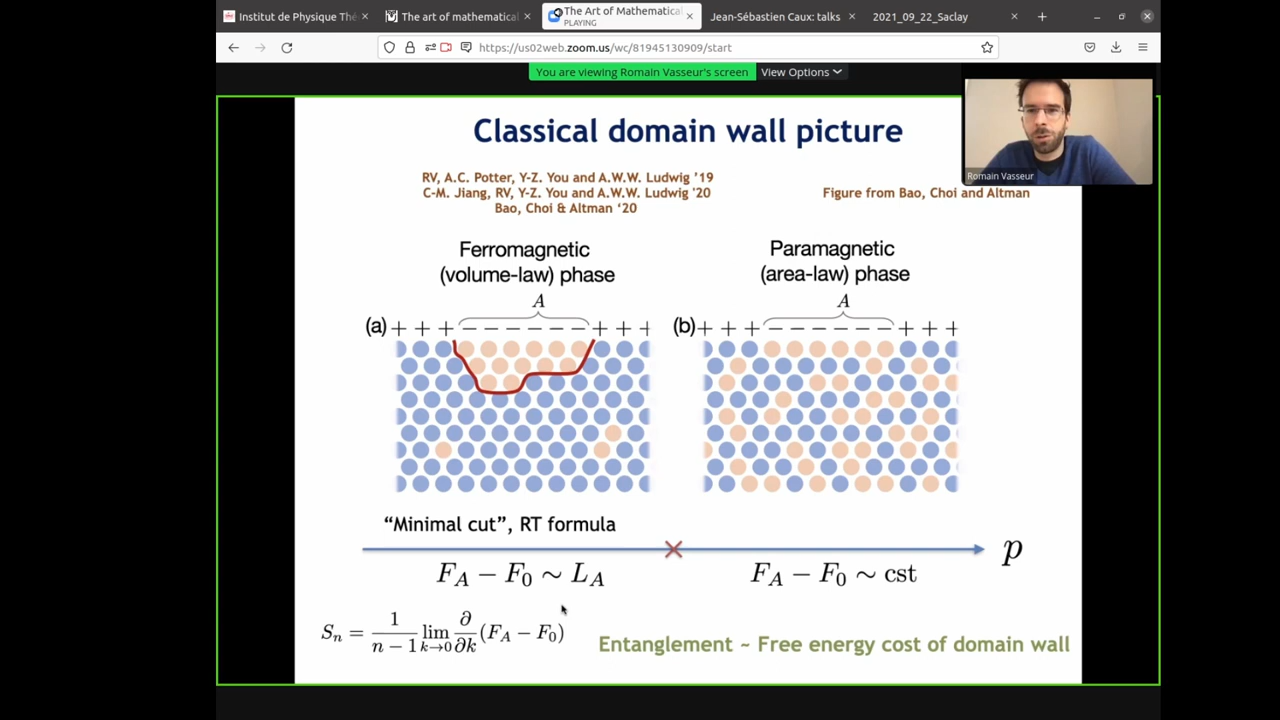 Institut de Physique Thé
The art of mathematical
The Art of Mathematical
PLAYING
Jean-Sébastien Caux: talks
2021_09_22_Saclay
https://us02web.zoom.us/wc/81945130909/start
You are viewing Romain Vasseur's screen
View Options
Romain Vasseur
Classical domain wall picture
RV, A.C. Potter, Y-Z. You and A.W.W. Ludwig '19
C-M. Jiang, RV, Y-Z. You and A.W.W. Ludwig '20
Bao, Choi & Altman '20
Figure from Bao, Choi and Altman
Ferromagnetic
(volume-law) phase
A
(a) + + + − − − − − − + + +
Paramagnetic
(area-law) phase
A
(b) + + + − − − − − − + + +
“Minimal cut”, RT formula
p
F_A − F_0 ∼ L_A
F_A − F_0 ∼ cst
S_n = \frac{1}{n − 1} \lim_{k→0} \frac{∂}{∂k} (F_A − F_0)
Entanglement ~ Free energy cost of domain wall